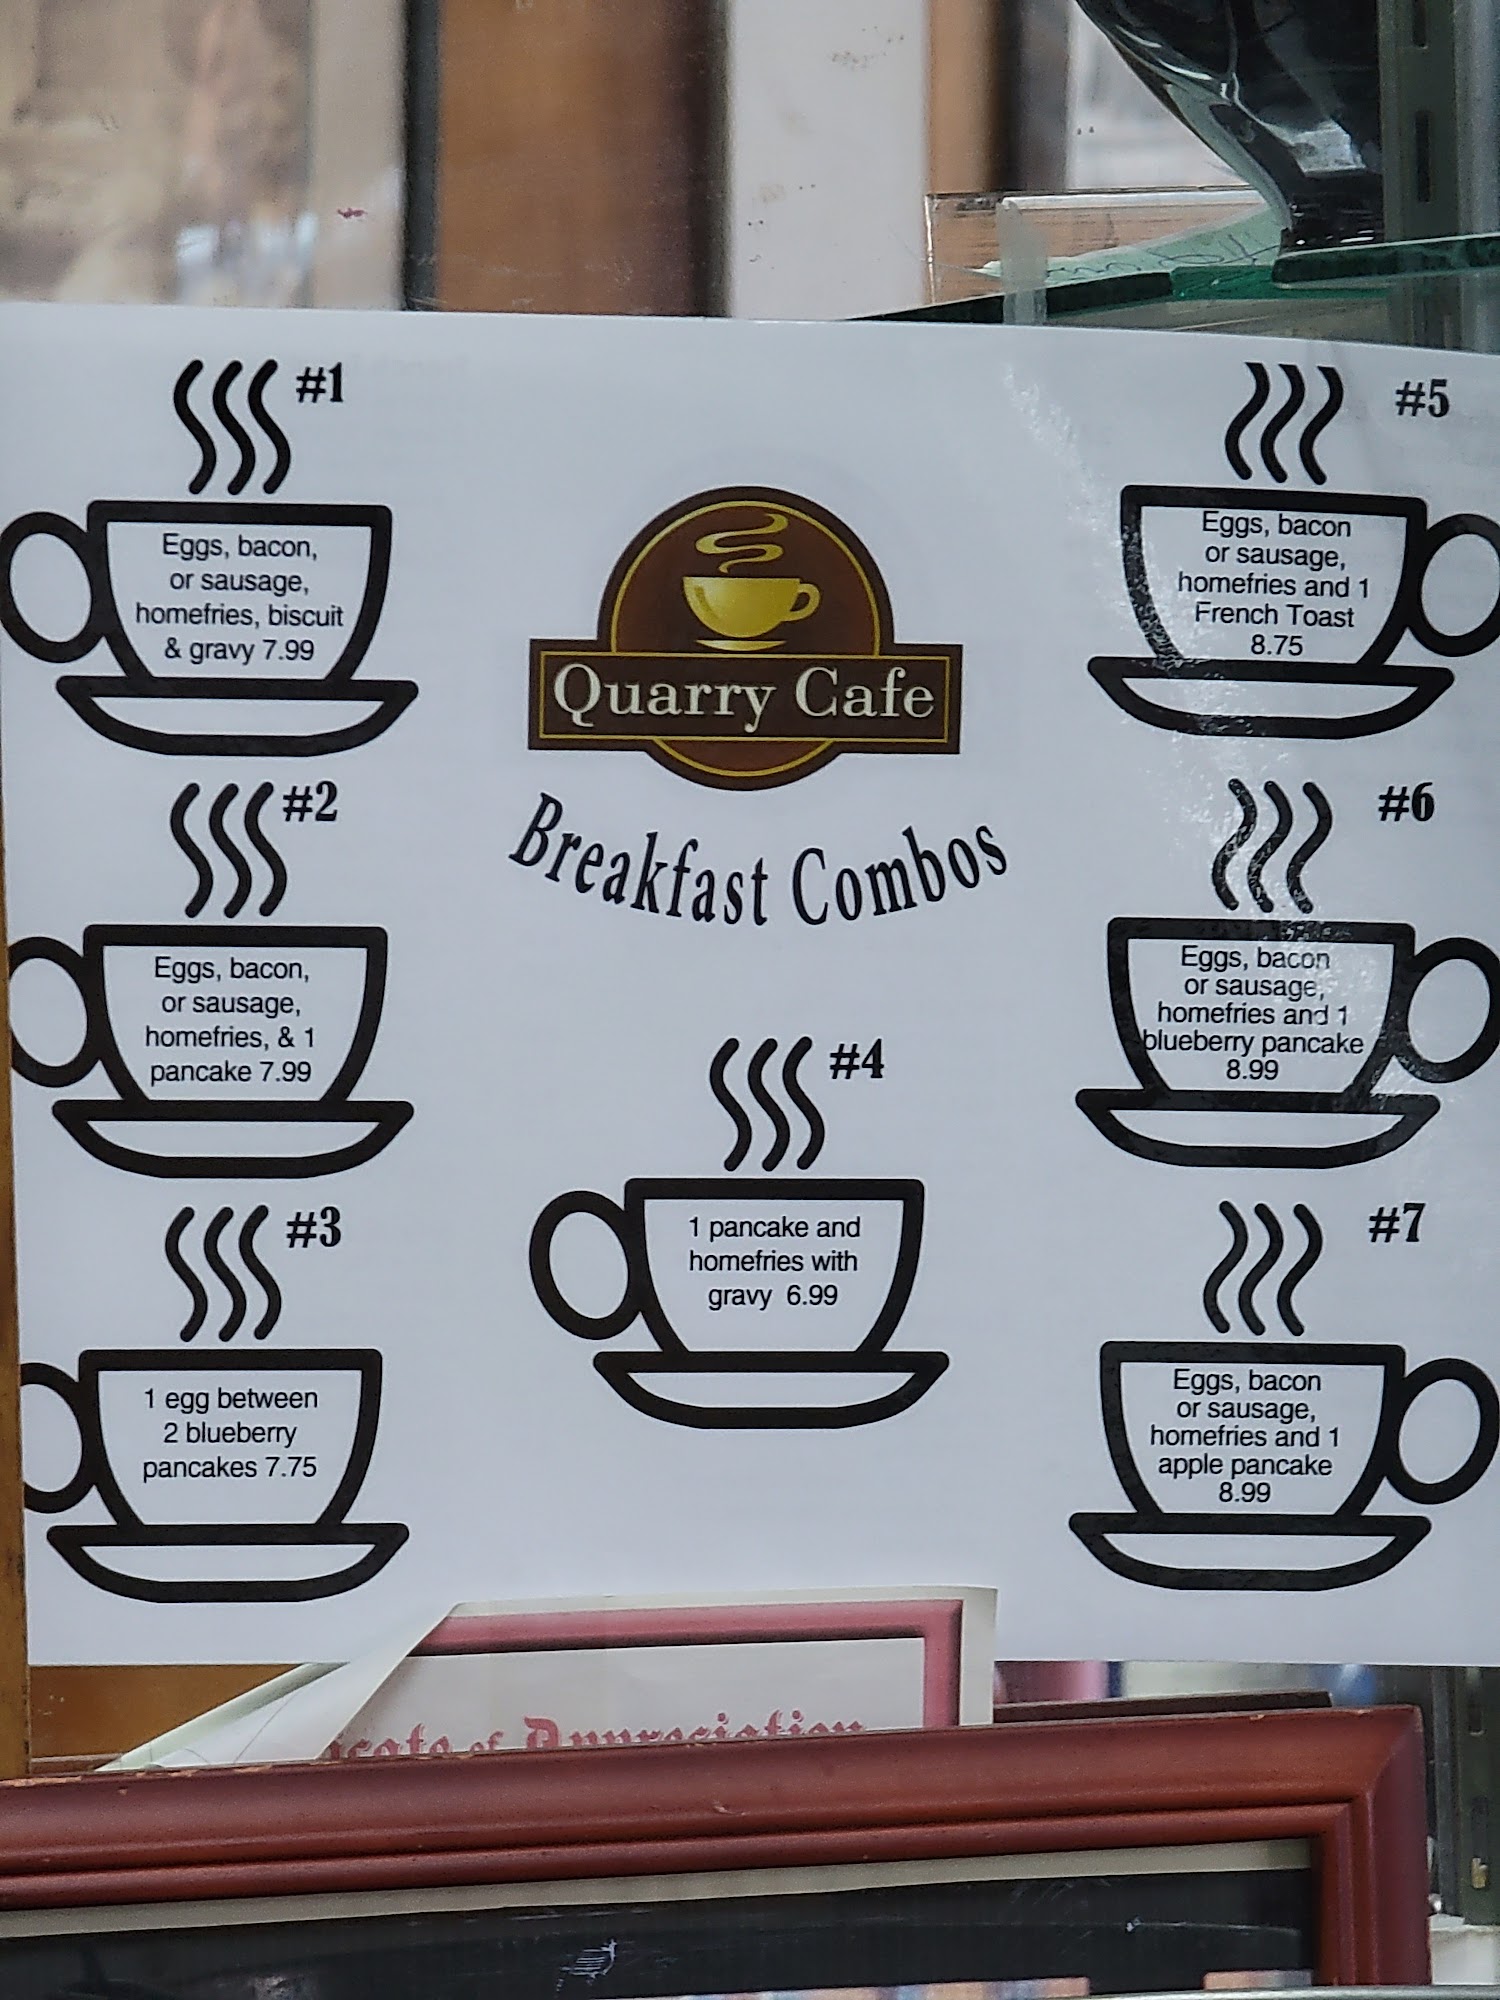 #1
Eggs, bacon,
or sausage,
homefries, biscuit
& gravy 7.99
#2
Eggs, bacon,
or sausage,
homefries, & 1
pancake 7.99
#3
1 egg between
2 blueberry
pancakes 7.75
Quarry Cafe
Breakfast Combos
#4
1 pancake and
homefries with
gravy 6.99
#5
Eggs, bacon
or sausage,
homefries and 1
French Toast
8.75
#6
Eggs, bacon
or sausage,
homefries and 1
blueberry pancake
8.99
#7
Eggs, bacon
or sausage,
homefries and 1
apple pancake
8.99
of Appreciation